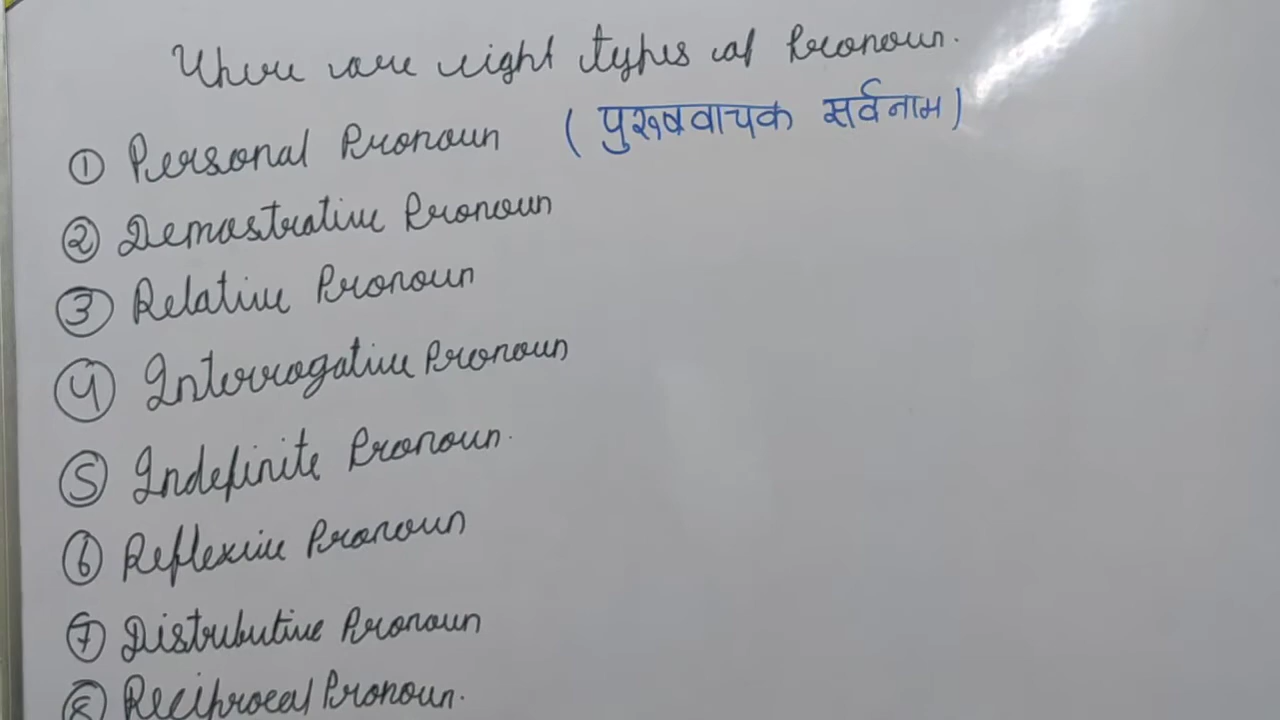 There are eight types of Pronoun.
① Personal Pronoun (पुरुषवाचक सर्वनाम)
② Demostrative Pronoun
③ Relative Pronoun
④ Interrogative Pronoun
⑤ Indefinite Pronoun.
⑥ Reflexive Pronoun
⑦ Distributive Pronoun
⑧ Reciprocal Pronoun.